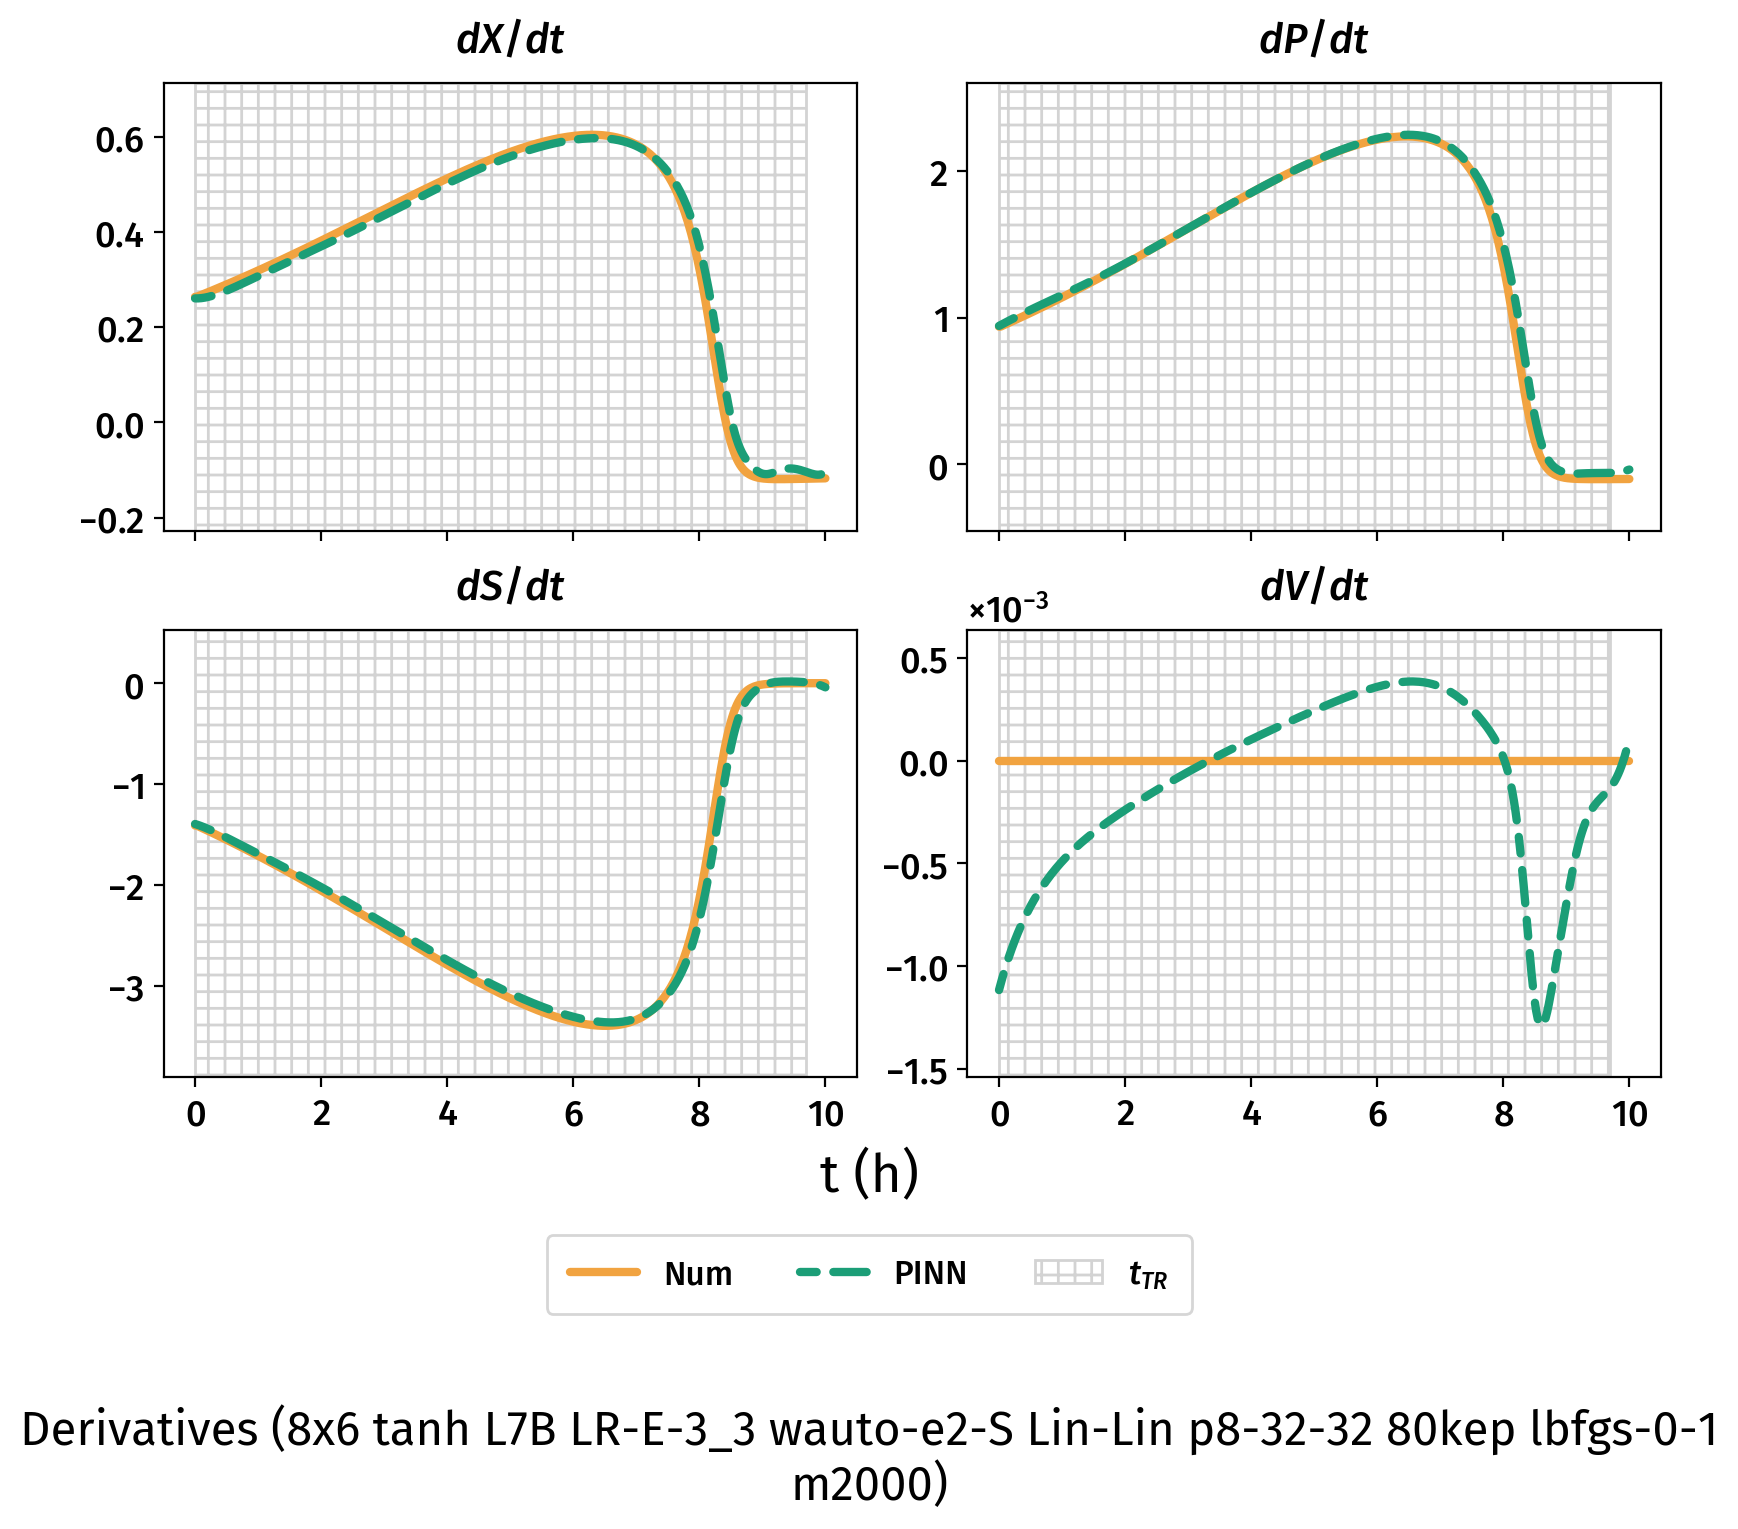 dX/dt
dP/dt
0.6
0.4
0.2
0.0
−0.2
2
1
0
dS/dt
dV/dt
×10⁻³
0
−1
−2
−3
0.5
0.0
−0.5
−1.0
−1.5
0 2 4 6 8 10
0 2 4 6 8 10
t (h)
Num PINN t_TR
Derivatives (8x6 tanh L7B LR-E-3_3 wauto-e2-S Lin-Lin p8-32-32 80kep lbfgs-0-1
m2000)